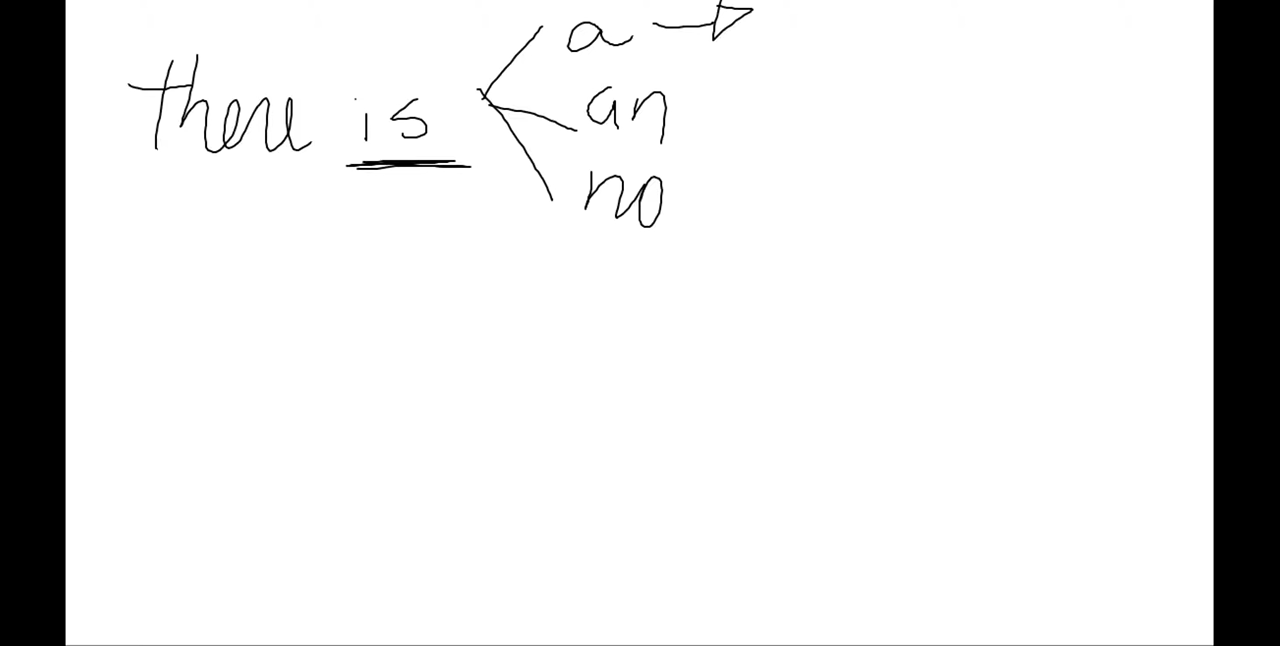 there is
a
an
no